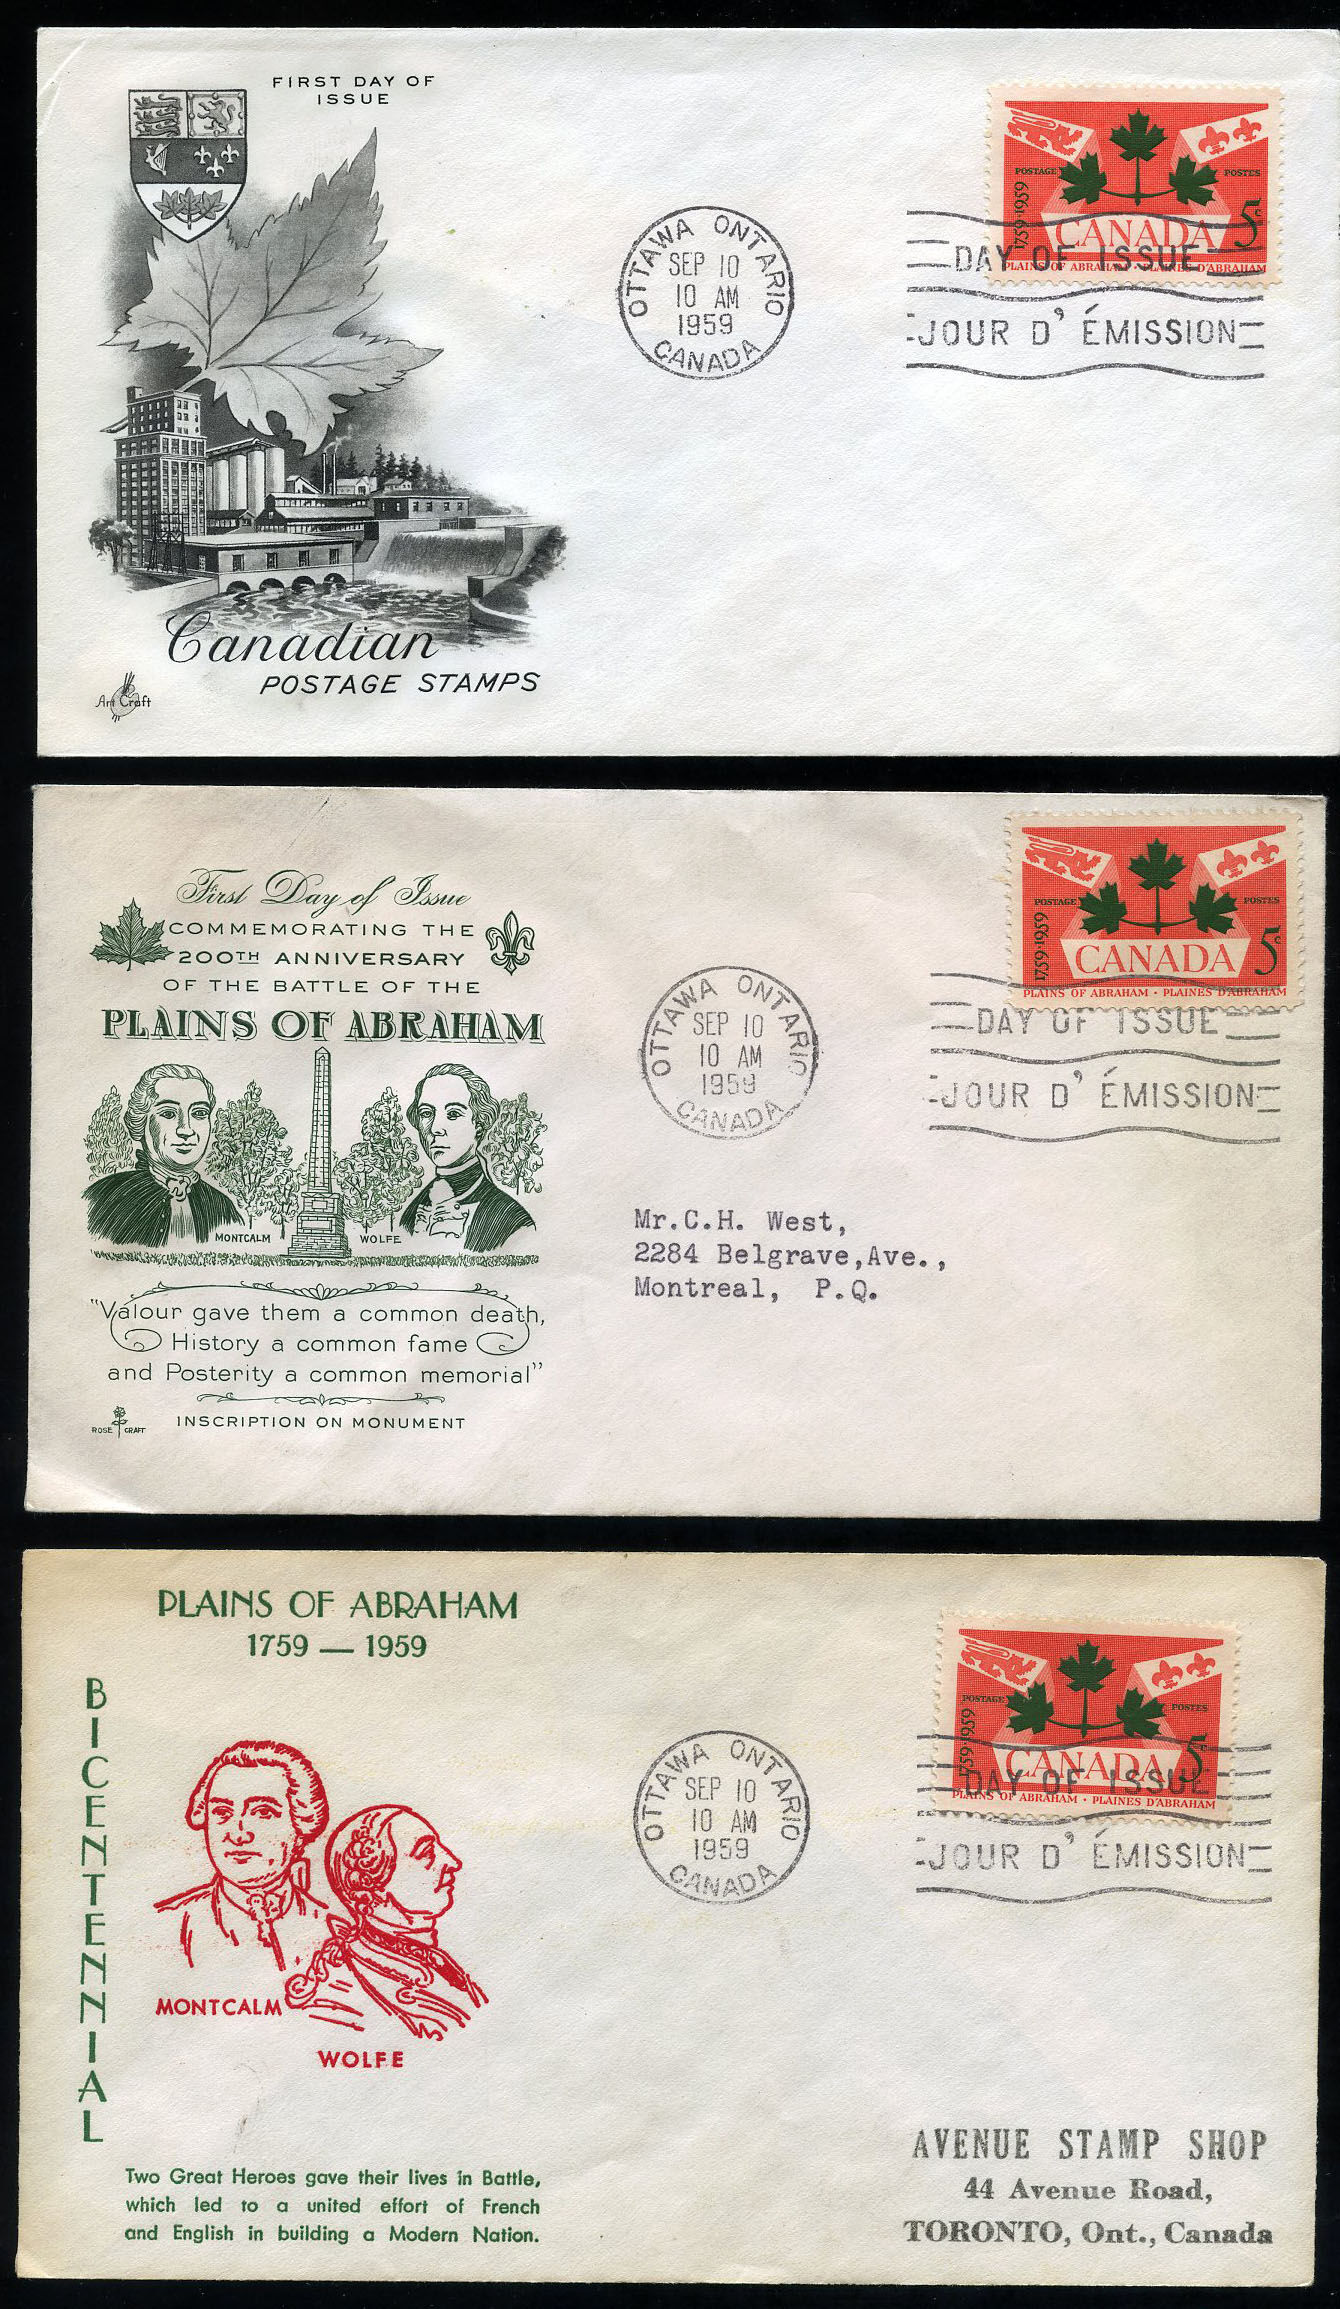 FIRST DAY OF
ISSUE
POSTAGE
POSTES
1759·1959
CANADA
5c
PLAINS OF ABRAHAM · PLAINES D'ABRAHAM
OTTAWA ONTARIO
SEP 10
10 AM
1959
CANADA
DAY OF ISSUE
JOUR D' ÉMISSION
Canadian
POSTAGE STAMPS
Art Craft
First Day of Issue
COMMEMORATING THE
200TH ANNIVERSARY
OF THE BATTLE OF THE
PLAINS OF ABRAHAM
MONTCALM
WOLFE
"Valour gave them a common death,
History a common fame
and Posterity a common memorial"
INSCRIPTION ON MONUMENT
ROSE CRAFT
POSTAGE
POSTES
1759·1959
CANADA
5c
PLAINS OF ABRAHAM · PLAINES D'ABRAHAM
OTTAWA ONTARIO
SEP 10
10 AM
1959
CANADA
DAY OF ISSUE
JOUR D' ÉMISSION
Mr.C.H. West,
2284 Belgrave,Ave.,
Montreal, P.Q.
PLAINS OF ABRAHAM
1759 — 1959
BICENTENNIAL
MONTCALM
WOLFE
Two Great Heroes gave their lives in Battle,
which led to a united effort of French
and English in building a Modern Nation.
POSTAGE
POSTES
1759·1959
CANADA
5c
PLAINS OF ABRAHAM · PLAINES D'ABRAHAM
OTTAWA ONTARIO
SEP 10
10 AM
1959
CANADA
DAY OF ISSUE
JOUR D' ÉMISSION
AVENUE STAMP SHOP
44 Avenue Road,
TORONTO, Ont., Canada